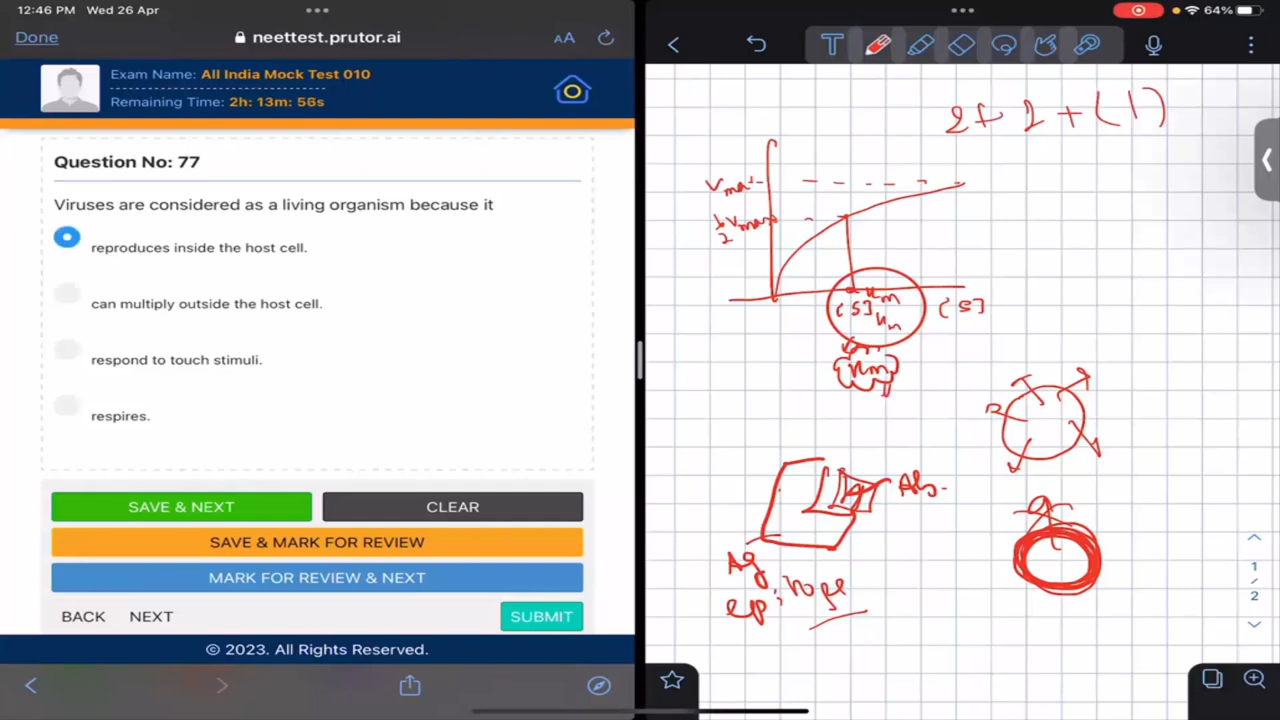 12:46 PM Wed 26 Apr
64%
Done
neettest.prutor.ai
AA
Exam Name: All India Mock Test 010
Remaining Time: 2h: 13m: 56s
Question No: 77
Viruses are considered as a living organism because it
reproduces inside the host cell.
can multiply outside the host cell.
respond to touch stimuli.
respires.
SAVE & NEXT
CLEAR
SAVE & MARK FOR REVIEW
MARK FOR REVIEW & NEXT
BACK
NEXT
SUBMIT
© 2023. All Rights Reserved.
T
2+2+(1)
Vmax
[S]
Km
[S]
Km
Ag
1
/
2